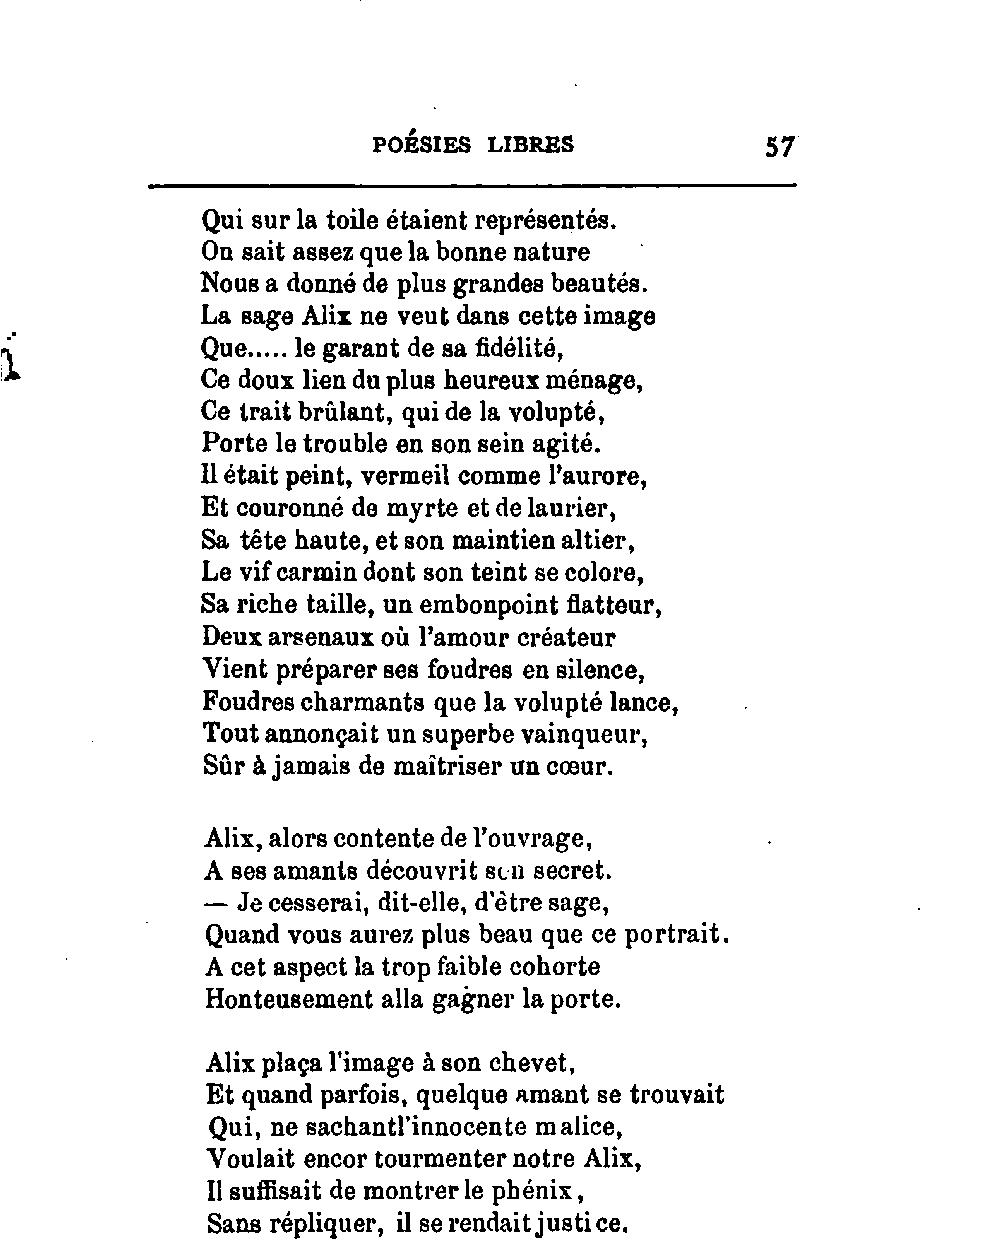 POÉSIES LIBRES 57
Qui sur la toile étaient représentés.
On sait assez que la bonne nature
Nous a donné de plus grandes beautés.
La sage Alix ne veut dans cette image
Que..... le garant de sa fidélité,
Ce doux lien du plus heureux ménage,
Ce trait brûlant, qui de la volupté,
Porte le trouble en son sein agité.
Il était peint, vermeil comme l'aurore,
Et couronné de myrte et de laurier,
Sa tête haute, et son maintien altier,
Le vif carmin dont son teint se colore,
Sa riche taille, un embonpoint flatteur,
Deux arsenaux où l'amour créateur
Vient préparer ses foudres en silence,
Foudres charmants que la volupté lance,
Tout annonçait un superbe vainqueur,
Sûr à jamais de maîtriser un cœur.
Alix, alors contente de l'ouvrage,
A ses amants découvrit son secret.
— Je cesserai, dit-elle, d'être sage,
Quand vous aurez plus beau que ce portrait.
A cet aspect la trop faible cohorte
Honteusement alla gagner la porte.
Alix plaça l'image à son chevet,
Et quand parfois, quelque amant se trouvait
Qui, ne sachant l'innocente malice,
Voulait encor tourmenter notre Alix,
Il suffisait de montrer le phénix,
Sans répliquer, il se rendait justice.